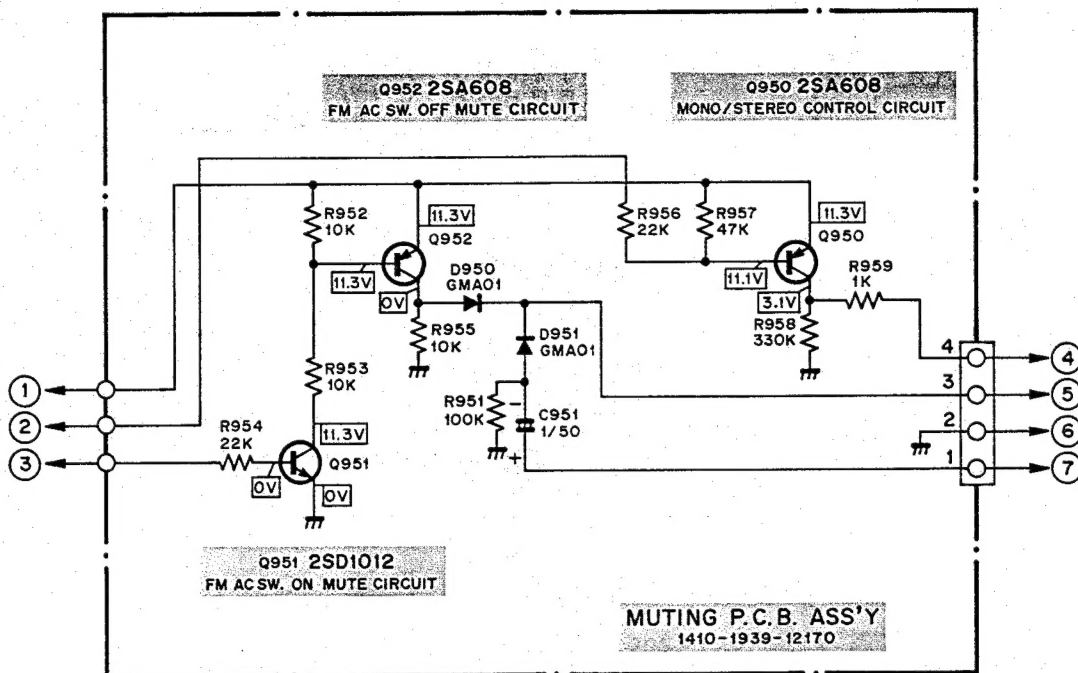 Q952 2SA608
FM AC SW. OFF MUTE CIRCUIT
Q950 2SA608
MONO/STEREO CONTROL CIRCUIT
R952
10K
11.3V
Q952
11.3V
0V
D950
GMA01
R956
22K
R957
47K
11.3V
Q950
11.1V
3.1V
R959
1K
R955
10K
D951
GMA01
R958
330K
R953
10K
R951
100K
−
C951
1/50
+
1
2
3
R954
22K
11.3V
Q951
0V
0V
4
4
3
5
2
6
1
7
Q951 2SD1012
FM AC SW. ON MUTE CIRCUIT
MUTING P.C.B. ASS'Y
1410-1939-12170